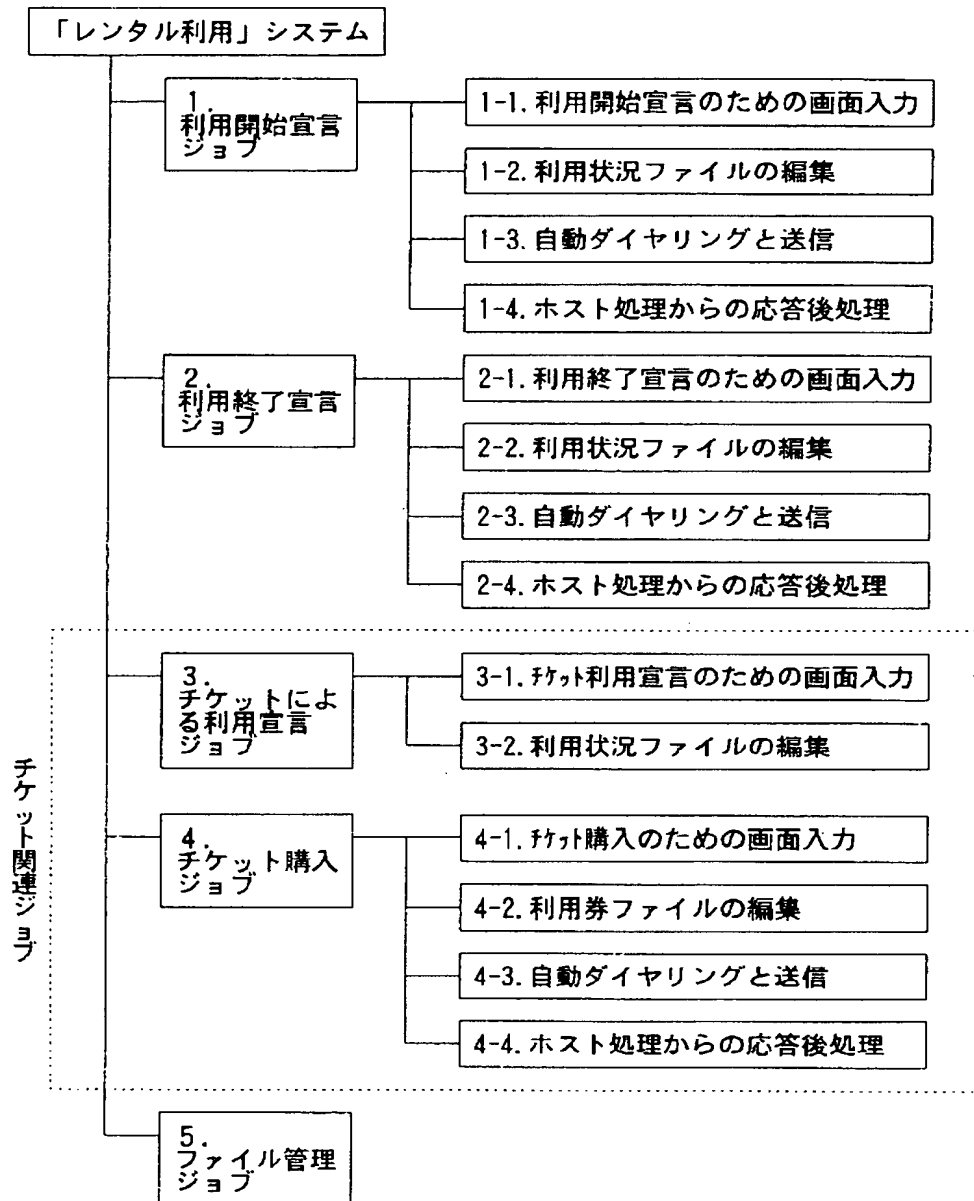 「レンタル利用」システム
1.
利用開始宣言
ジョブ
1-1.利用開始宣言のための画面入力
1-2.利用状況ファイルの編集
1-3.自動ダイヤリングと送信
1-4.ホスト処理からの応答後処理
2.
利用終了宣言
ジョブ
2-1.利用終了宣言のための画面入力
2-2.利用状況ファイルの編集
2-3.自動ダイヤリングと送信
2-4.ホスト処理からの応答後処理
チケット関連ジョブ
3.
チケットによ
る利用宣言
ジョブ
3-1.ﾁｹｯﾄ利用宣言のための画面入力
3-2.利用状況ファイルの編集
4.
チケット購入
ジョブ
4-1.ﾁｹｯﾄ購入のための画面入力
4-2.利用券ファイルの編集
4-3.自動ダイヤリングと送信
4-4.ホスト処理からの応答後処理
5.
ファイル管理
ジョブ